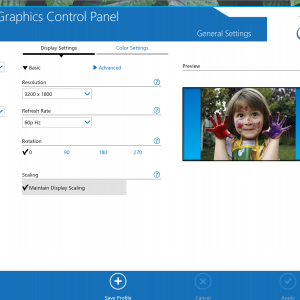 Graphics Control Panel
General Settings
Display Settings
Color Settings
Basic
Advanced
Preview
Resolution
?
3200 x 1800
Refresh Rate
?
60p Hz
Rotation
?
0 90 180 270
Scaling
?
Maintain Display Scaling
Save Profile
Cancel
Apply